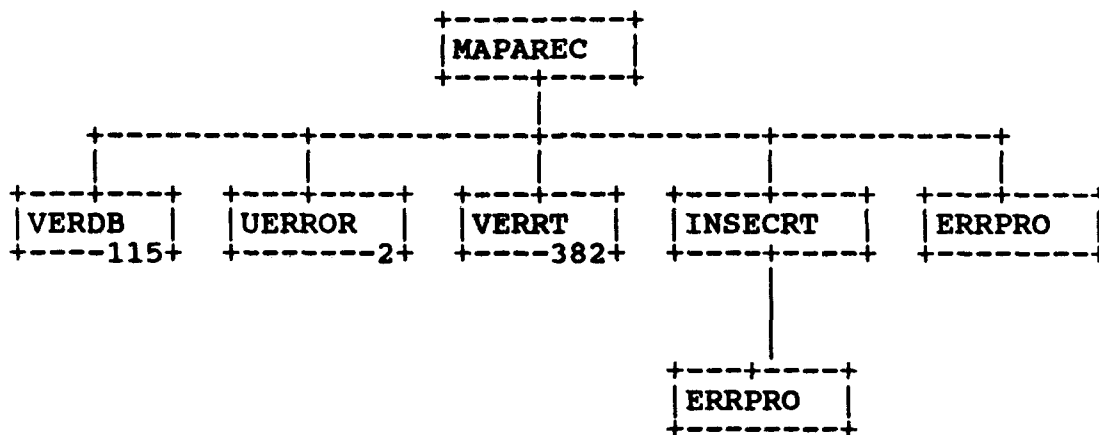 MAPAREC
VERDB UERROR VERRT INSECRT ERRPRO
115 2 382
ERRPRO